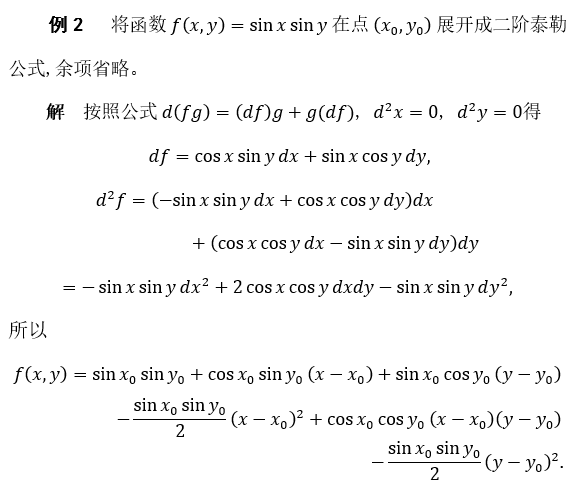 例 2 将函数 f(x, y) = sin x sin y 在点 (x₀, y₀) 展开成二阶泰勒
公式, 余项省略。
解 按照公式 d(fg) = (df)g + g(df), d²x = 0, d²y = 0得
df = cos x sin y dx + sin x cos y dy,
d²f = (−sin x sin y dx + cos x cos y dy)dx
+ (cos x cos y dx − sin x sin y dy)dy
= − sin x sin y dx² + 2 cos x cos y dxdy − sin x sin y dy²,
所以
f(x, y) = sin x₀ sin y₀ + cos x₀ sin y₀ (x − x₀) + sin x₀ cos y₀ (y − y₀)
−\frac{sin x₀ sin y₀}{2}(x − x₀)² + cos x₀ cos y₀ (x − x₀)(y − y₀)
−\frac{sin x₀ sin y₀}{2}(y − y₀)².